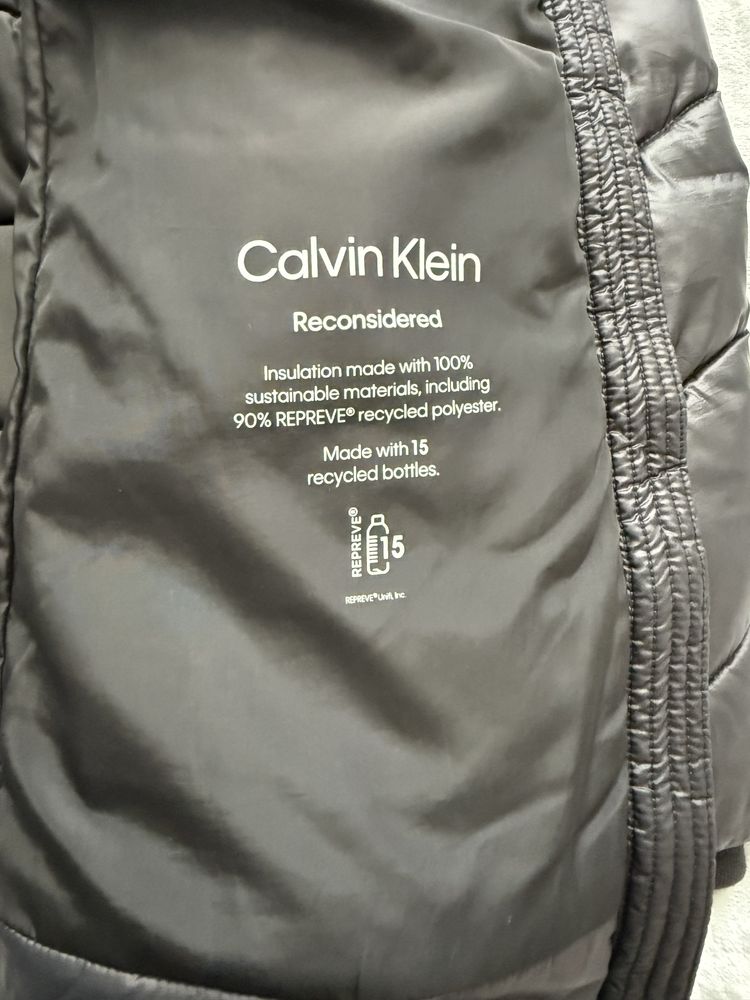 Calvin Klein
Reconsidered
Insulation made with 100%
sustainable materials, including
90% REPREVE® recycled polyester.
Made with 15
recycled bottles.
REPREVE®
15
REPREVE® Unifi, Inc.